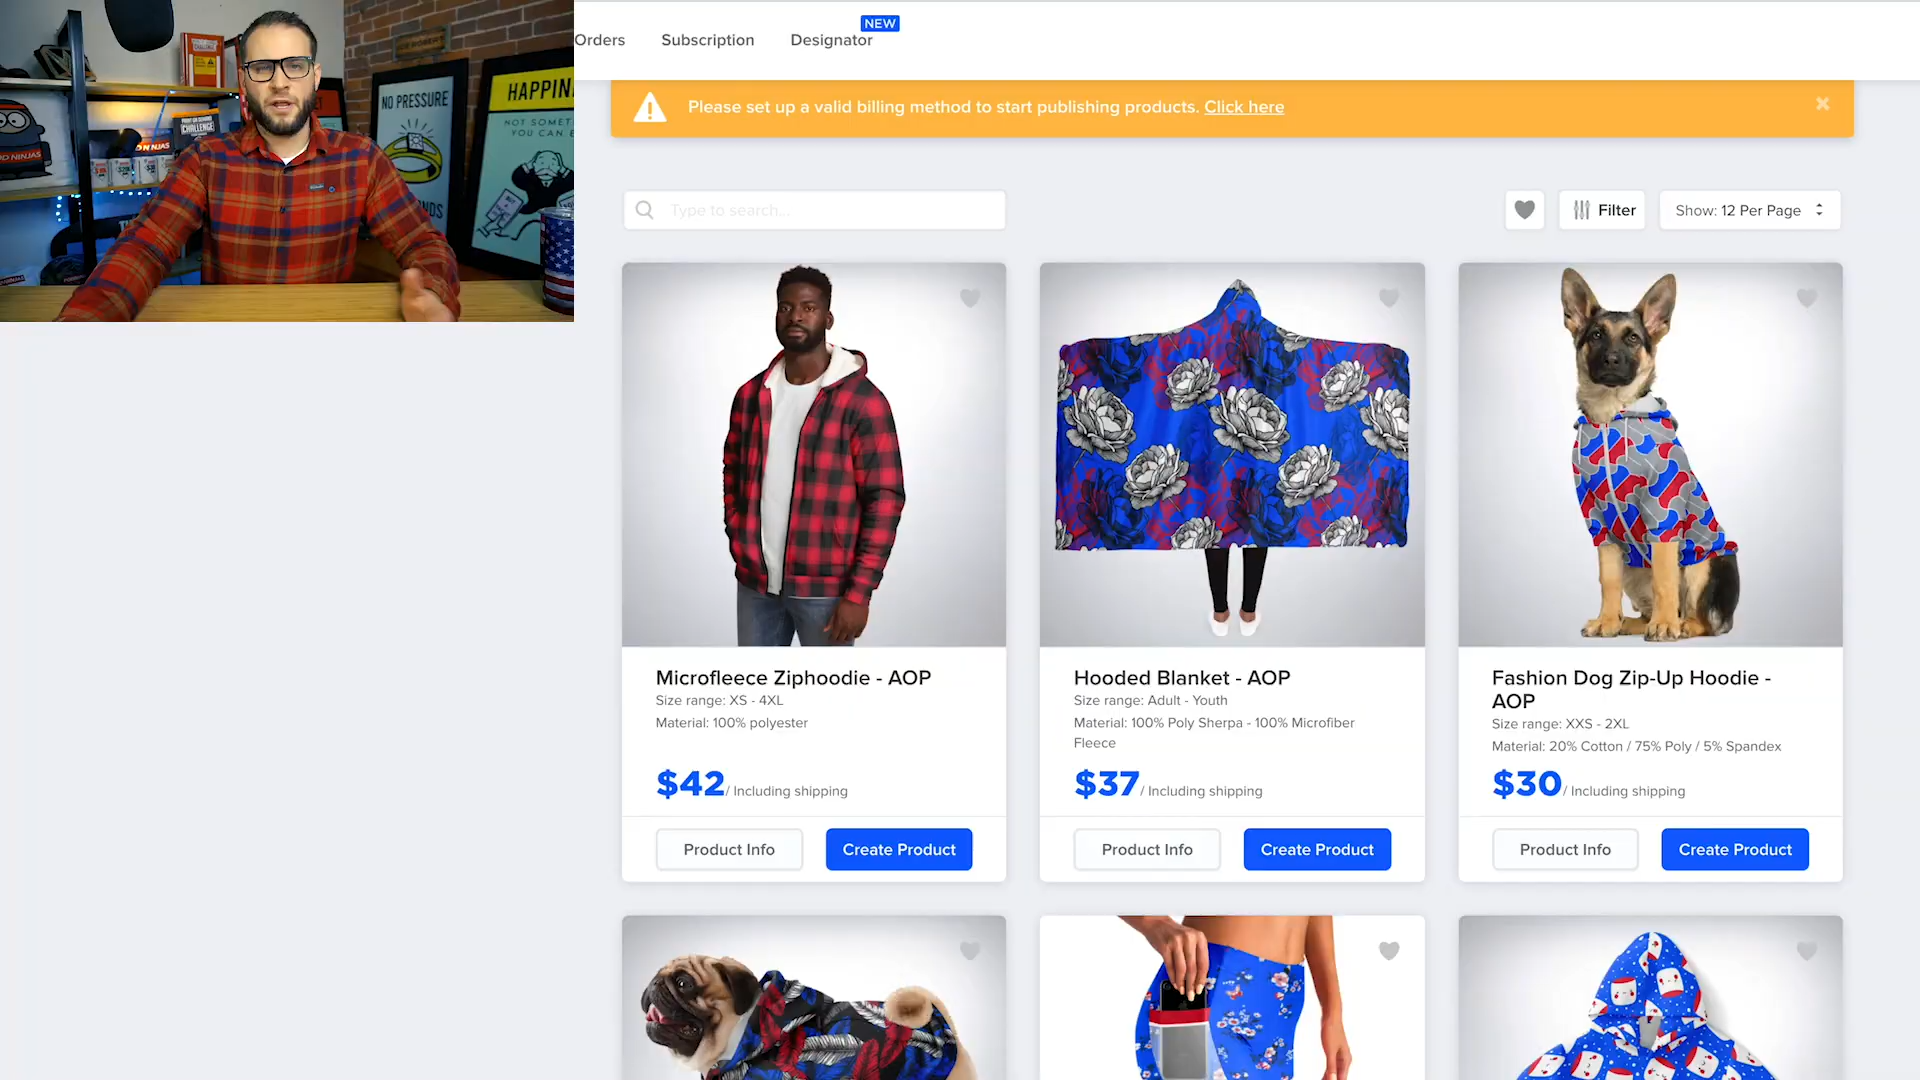 NEW
Orders Subscription Designator
Please set up a valid billing method to start publishing products. Click here
Type to search...
Filter
Show: 12 Per Page
NO PRESSURE
HAPPIN
NOT SOMET
YOU CAN B
CHALLENGE
Microfleece Ziphoodie - AOP
Size range: XS - 4XL
Material: 100% polyester
$42/ Including shipping
Product Info
Create Product
Hooded Blanket - AOP
Size range: Adult - Youth
Material: 100% Poly Sherpa - 100% Microfiber
Fleece
$37/ Including shipping
Product Info
Create Product
Fashion Dog Zip-Up Hoodie -
AOP
Size range: XXS - 2XL
Material: 20% Cotton / 75% Poly / 5% Spandex
$30/ Including shipping
Product Info
Create Product